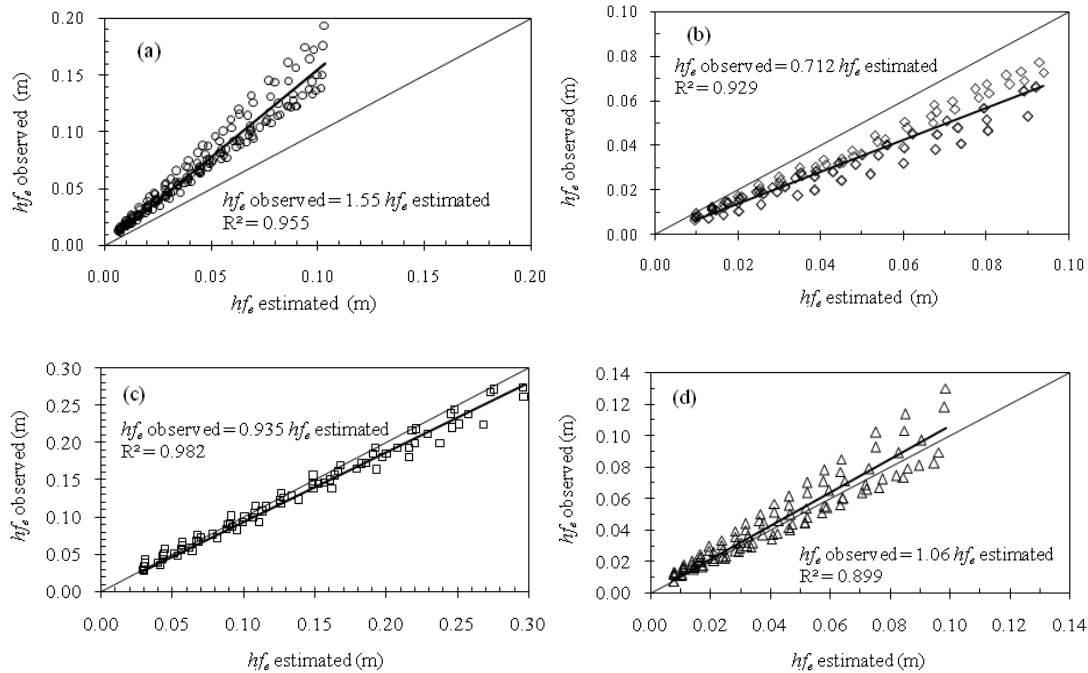 (a)
hfe observed = 1.55 hfe estimated
R² = 0.955
hfe observed (m)
0.20
0.15
0.10
0.05
0.00
0.00 0.05 0.10 0.15 0.20
hfe estimated (m)
(b)
hfe observed = 0.712 hfe estimated
R² = 0.929
hfe observed (m)
0.10
0.08
0.06
0.04
0.02
0.00
0.00 0.02 0.04 0.06 0.08 0.10
hfe estimated (m)
(c)
hfe observed = 0.935 hfe estimated
R² = 0.982
hfe observed (m)
0.30
0.25
0.20
0.15
0.10
0.05
0.00
0.00 0.05 0.10 0.15 0.20 0.25 0.30
hfe estimated (m)
(d)
hfe observed = 1.06 hfe estimated
R² = 0.899
hfe observed (m)
0.14
0.12
0.10
0.08
0.06
0.04
0.02
0.00
0.00 0.02 0.04 0.06 0.08 0.10 0.12 0.14
hfe estimated (m)